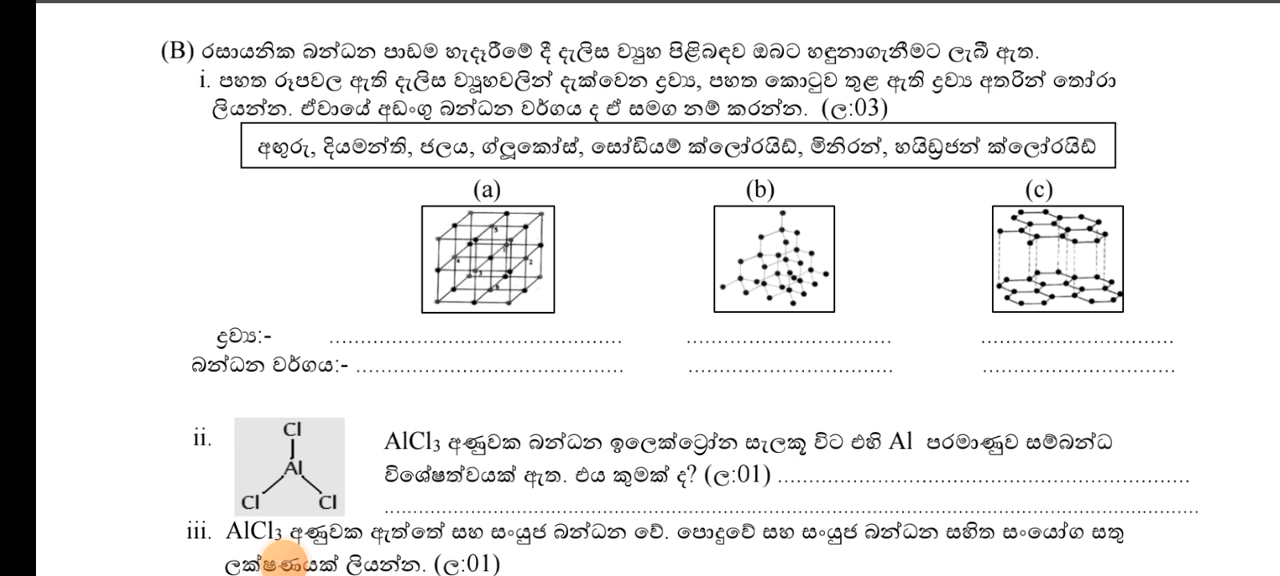 (B) රසායනික බන්ධන පාඩම හැදෑරීමේ දී දැලිස ව්‍යුහ පිළිබඳව ඔබට හඳුනාගැනීමට ලැබී ඇත.
i. පහත රූපවල ඇති දැලිස ව්‍යූහවලින් දැක්වෙන ද්‍රව්‍ය, පහත කොටුව තුළ ඇති ද්‍රව්‍ය අතරින් තෝරා
ලියන්න. ඒවායේ අඩංගු බන්ධන වර්ගය ද ඒ සමග නම් කරන්න. (ල:03)
අඟුරු, දියමන්ති, ජලය, ග්ලූකෝස්, සෝඩියම් ක්ලෝරයිඩ්, මිනිරන්, හයිඩ්‍රජන් ක්ලෝරයිඩ්
(a) (b) (c)
ද්‍රව්‍ය:- ................................................ .................................. ................................
බන්ධන වර්ගය:- ............................................ .................................. ................................
ii. Cl Al Cl Cl
AlCl₃ අණුවක බන්ධන ඉලෙක්ට්‍රෝන සැලකූ විට එහි Al පරමාණුව සම්බන්ධ
විශේෂත්වයක් ඇත. එය කුමක් ද? (ල:01) .....................................................................
........................................................................................................................................
iii. AlCl₃ අණුවක ඇත්තේ සහ සංයුජ බන්ධන වේ. පොදුවේ සහ සංයුජ බන්ධන සහිත සංයෝග සතු
ලක්ෂණයක් ලියන්න. (ල:01)